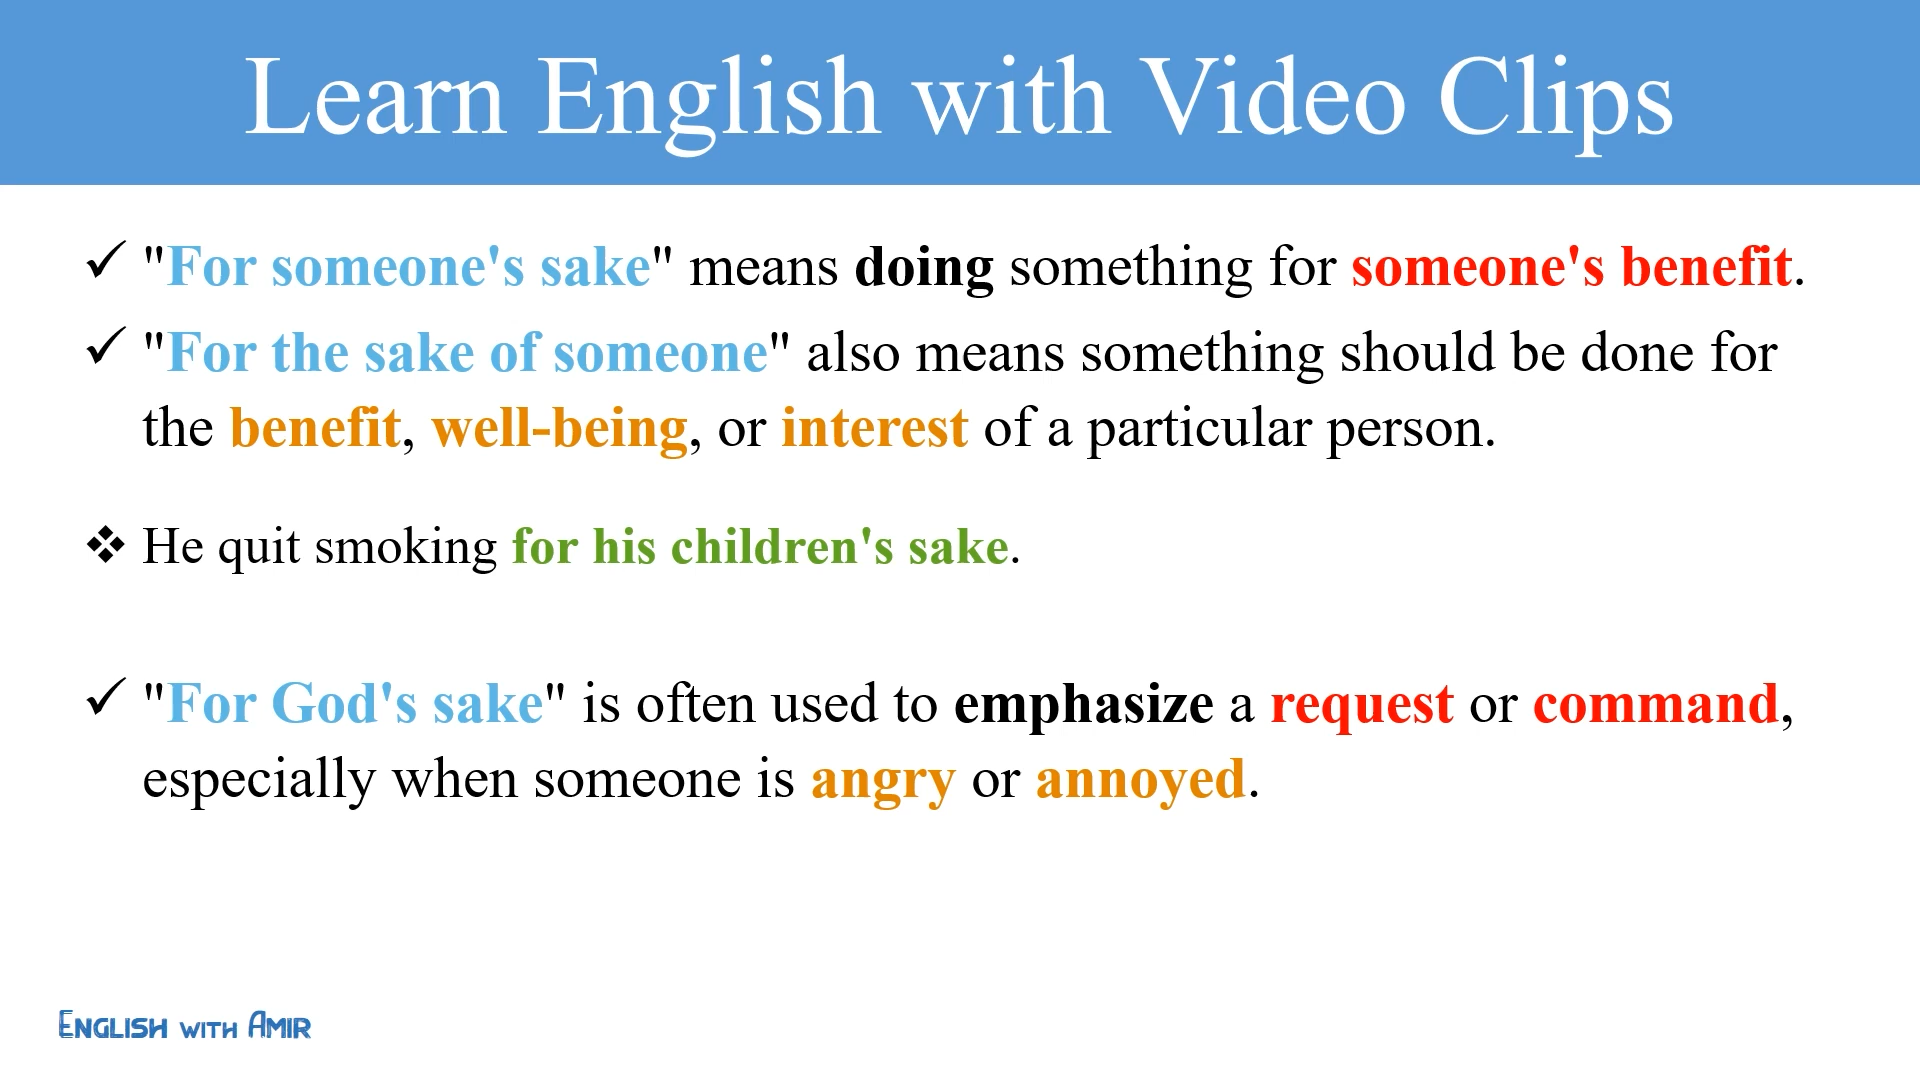 Learn English with Video Clips
✓ "For someone's sake" means doing something for someone's benefit.
✓ "For the sake of someone" also means something should be done for
the benefit, well-being, or interest of a particular person.
❖ He quit smoking for his children's sake.
✓ "For God's sake" is often used to emphasize a request or command,
especially when someone is angry or annoyed.
English with Amir